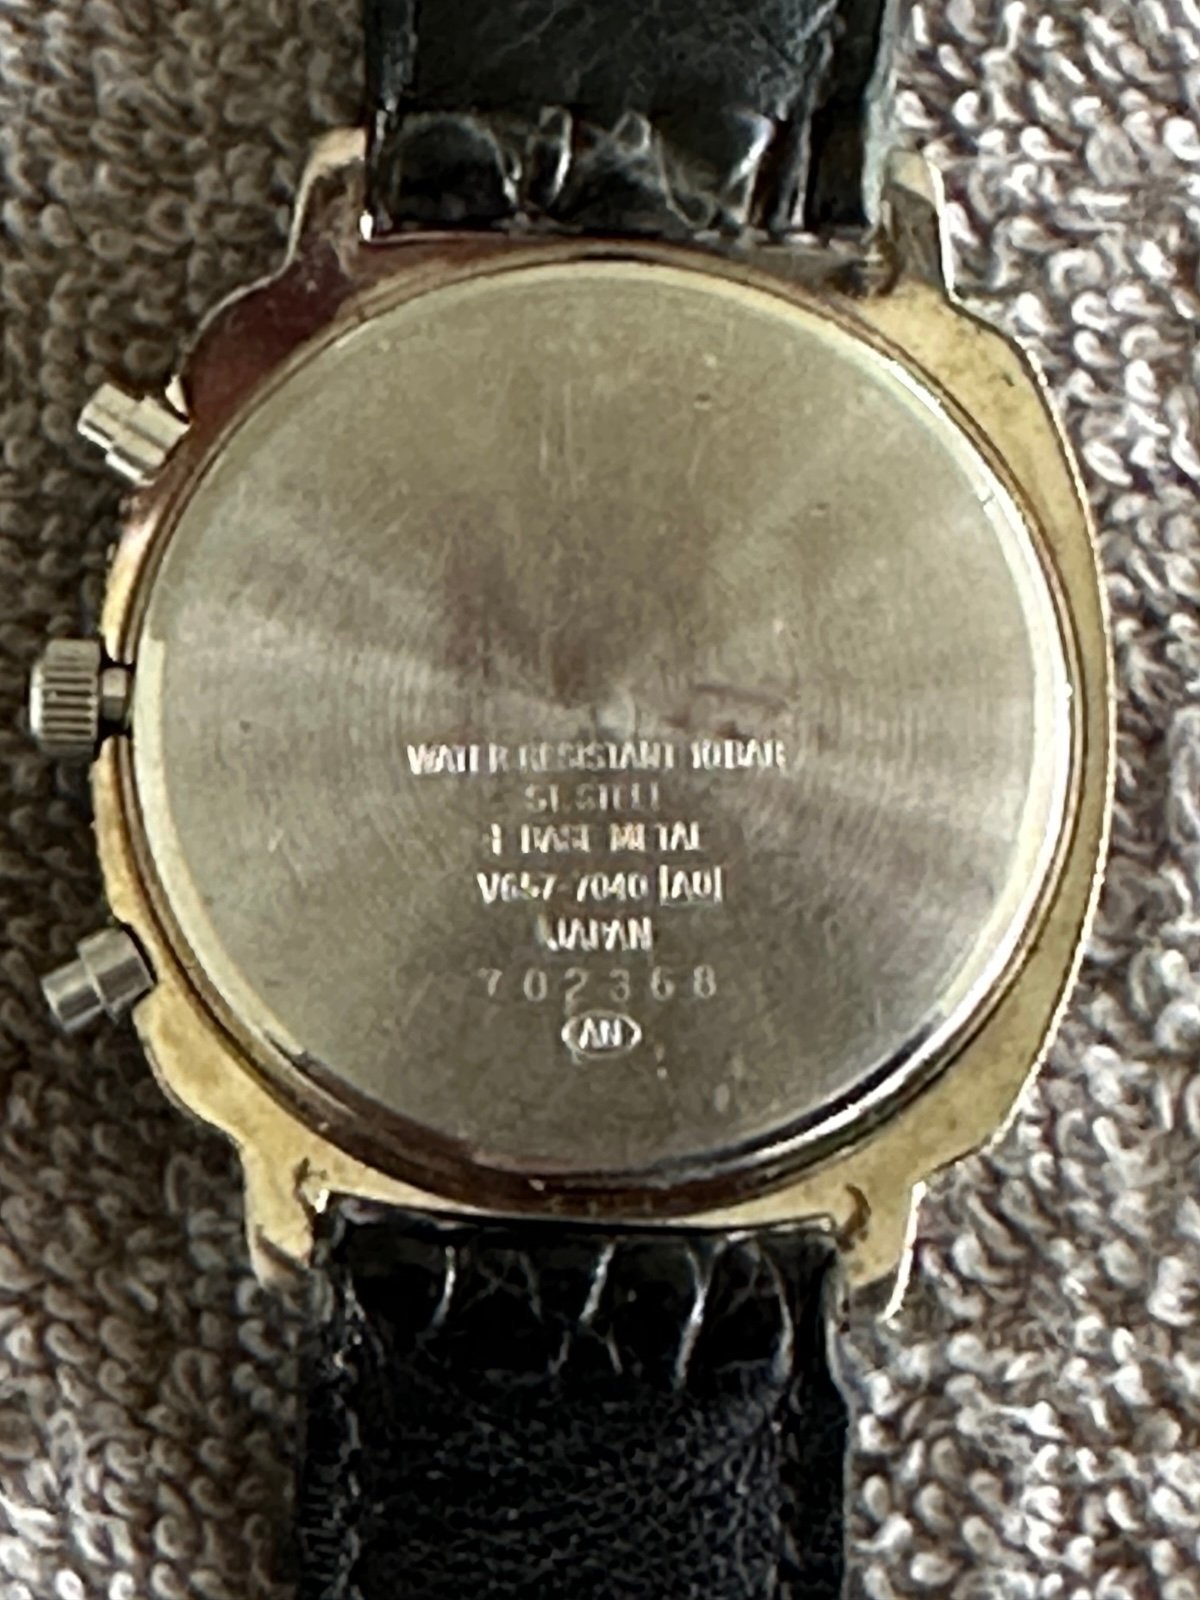 WATER RESISTANT 10BAR
ST.STEEL
+ BASE METAL
V657-7040 [A0]
JAPAN
702368
AN